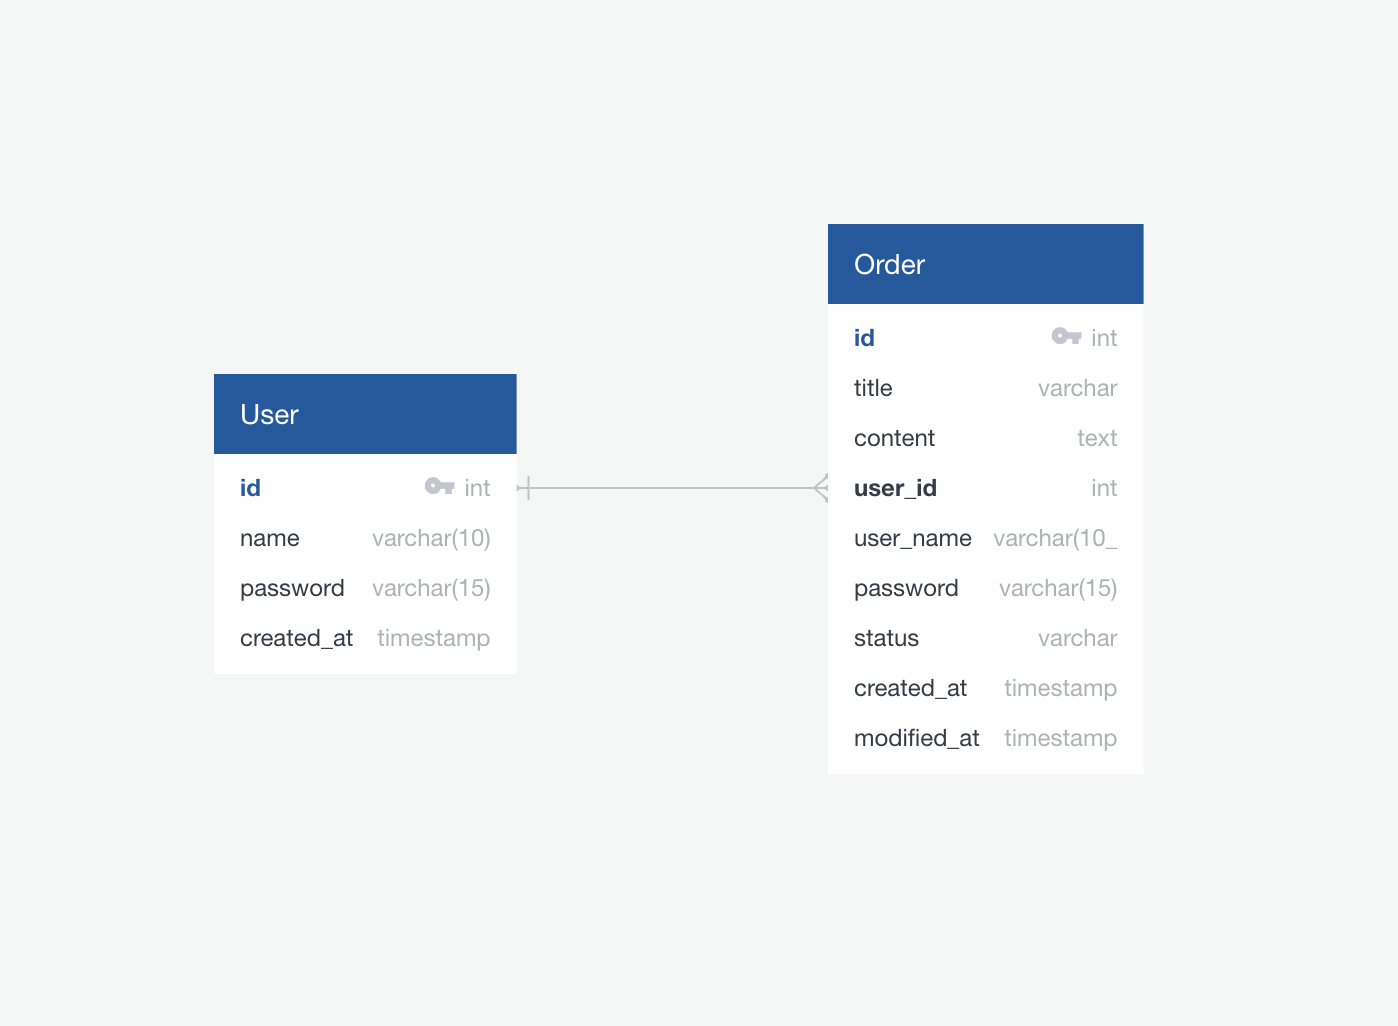 User
id int
name varchar(10)
password varchar(15)
created_at timestamp
Order
id int
title varchar
content text
user_id int
user_name varchar(10_
password varchar(15)
status varchar
created_at timestamp
modified_at timestamp